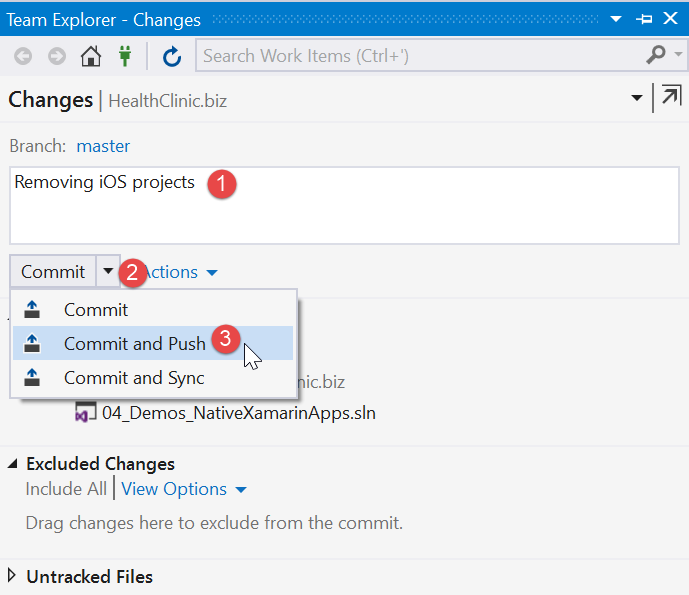 Team Explorer - Changes
Search Work Items (Ctrl+')
Changes | HealthClinic.biz
Branch: master
Removing iOS projects 1
Commit 2 Actions
Commit
Commit and Push 3
Commit and Sync
nic.biz
04_Demos_NativeXamarinApps.sln
Excluded Changes
Include All | View Options
Drag changes here to exclude from the commit.
Untracked Files